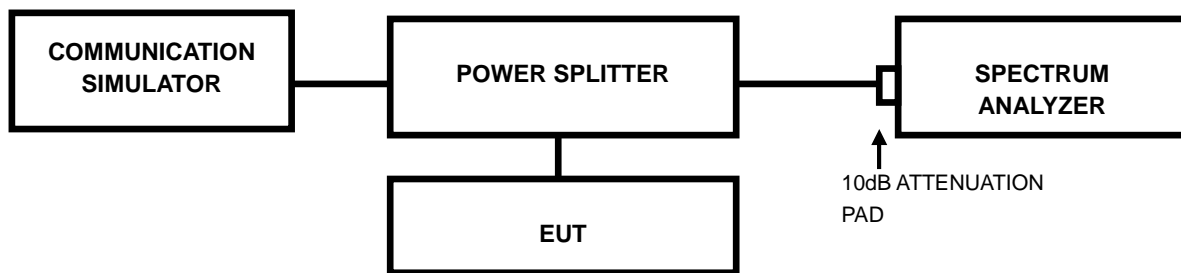 COMMUNICATION
SIMULATOR
POWER SPLITTER
SPECTRUM
ANALYZER
10dB ATTENUATION
PAD
EUT